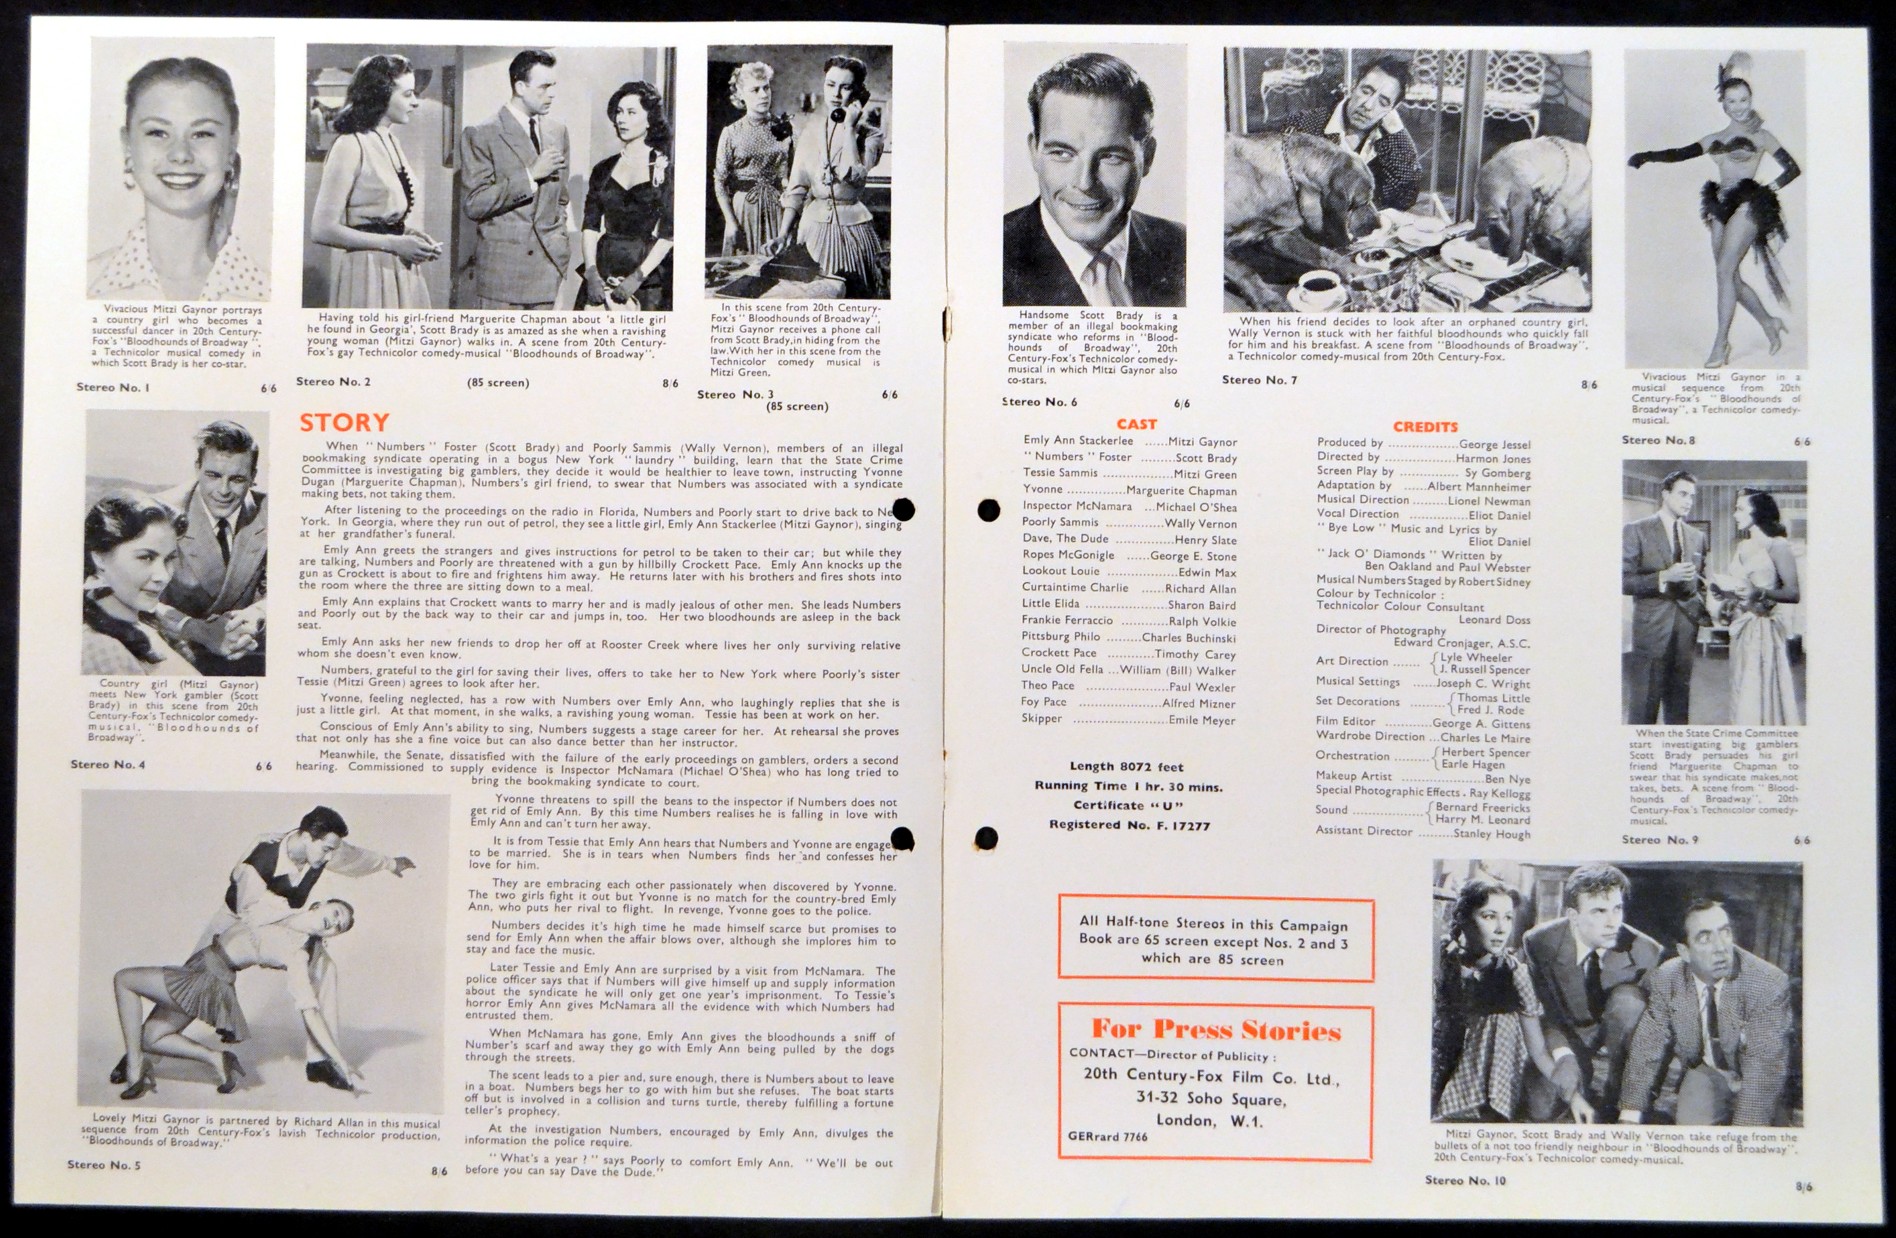 Vivacious Mitzi Gaynor portrays
a country girl who becomes a
successful dancer in 20th Century-
Fox's "Bloodhounds of Broadway",
a Technicolor musical comedy in
which Scott Brady is her co-star.
Stereo No. 1 6/6
Having told his girl-friend Marguerite Chapman about 'a little girl
he found in Georgia', Scott Brady is as amazed as she when a ravishing
young woman (Mitzi Gaynor) walks in. A scene from 20th Century-
Fox's gay Technicolor comedy-musical "Bloodhounds of Broadway".
Stereo No. 2 (85 screen) 8/6
In this scene from 20th Century-
Fox's "Bloodhounds of Broadway",
Mitzi Gaynor receives a phone call
from Scott Brady,in hiding from the
law.With her in this scene from the
Technicolor comedy musical is
Mitzi Green.
Stereo No. 3 6/6
(85 screen)
Country girl (Mitzi Gaynor)
meets New York gambler (Scott
Brady) in this scene from 20th
Century-Fox's Technicolor comedy-
musical, "Bloodhounds of
Broadway".
Stereo No. 4 6/6
Lovely Mitzi Gaynor is partnered by Richard Allan in this musical
sequence from 20th Century-Fox's lavish Technicolor production,
"Bloodhounds of Broadway."
Stereo No. 5 8/6
STORY
When "Numbers" Foster (Scott Brady) and Poorly Sammis (Wally Vernon), members of an illegal
bookmaking syndicate operating in a bogus New York "laundry" building, learn that the State Crime
Committee is investigating big gamblers, they decide it would be healthier to leave town, instructing Yvonne
Dugan (Marguerite Chapman), Numbers's girl friend, to swear that Numbers was associated with a syndicate
making bets, not taking them.
After listening to the proceedings on the radio in Florida, Numbers and Poorly start to drive back to Ne
York. In Georgia, where they run out of petrol, they see a little girl, Emly Ann Stackerlee (Mitzi Gaynor), singing
at her grandfather's funeral.
Emly Ann greets the strangers and gives instructions for petrol to be taken to their car; but while they
are talking, Numbers and Poorly are threatened with a gun by hillbilly Crockett Pace. Emly Ann knocks up the
gun as Crockett is about to fire and frightens him away. He returns later with his brothers and fires shots into
the room where the three are sitting down to a meal.
Emly Ann explains that Crockett wants to marry her and is madly jealous of other men. She leads Numbers
and Poorly out by the back way to their car and jumps in, too. Her two bloodhounds are asleep in the back
seat.
Emly Ann asks her new friends to drop her off at Rooster Creek where lives her only surviving relative
whom she doesn't even know.
Numbers, grateful to the girl for saving their lives, offers to take her to New York where Poorly's sister
Tessie (Mitzi Green) agrees to look after her.
Yvonne, feeling neglected, has a row with Numbers over Emly Ann, who laughingly replies that she is
just a little girl. At that moment, in she walks, a ravishing young woman. Tessie has been at work on her.
Conscious of Emly Ann's ability to sing, Numbers suggests a stage career for her. At rehearsal she proves
that not only has she a fine voice but can also dance better than her instructor.
Meanwhile, the Senate, dissatisfied with the failure of the early proceedings on gamblers, orders a second
hearing. Commissioned to supply evidence is Inspector McNamara (Michael O'Shea) who has long tried to
bring the bookmaking syndicate to court.
Yvonne threatens to spill the beans to the inspector if Numbers does not
get rid of Emly Ann. By this time Numbers realises he is falling in love with
Emly Ann and can't turn her away.
It is from Tessie that Emly Ann hears that Numbers and Yvonne are engage
to be married. She is in tears when Numbers finds her and confesses her
love for him.
They are embracing each other passionately when discovered by Yvonne.
The two girls fight it out but Yvonne is no match for the country-bred Emly
Ann, who puts her rival to flight. In revenge, Yvonne goes to the police.
Numbers decides it's high time he made himself scarce but promises to
send for Emly Ann when the affair blows over, although she implores him to
stay and face the music.
Later Tessie and Emly Ann are surprised by a visit from McNamara. The
police officer says that if Numbers will give himself up and supply information
about the syndicate he will only get one year's imprisonment. To Tessie's
horror Emly Ann gives McNamara all the evidence with which Numbers had
entrusted them.
When McNamara has gone, Emly Ann gives the bloodhounds a sniff of
Number's scarf and away they go with Emly Ann being pulled by the dogs
through the streets.
The scent leads to a pier and, sure enough, there is Numbers about to leave
in a boat. Numbers begs her to go with him but she refuses. The boat starts
off but is involved in a collision and turns turtle, thereby fulfilling a fortune
teller's prophecy.
At the investigation Numbers, encouraged by Emly Ann, divulges the
information the police require.
"What's a year?" says Poorly to comfort Emly Ann. "We'll be out
before you can say Dave the Dude."
Handsome Scott Brady is a
member of an illegal bookmaking
syndicate who reforms in "Blood-
hounds of Broadway", 20th
Century-Fox's Technicolor comedy-
musical in which Mitzi Gaynor also
co-stars.
Stereo No. 6 6/6
When his friend decides to look after an orphaned country girl,
Wally Vernon is stuck with her faithful bloodhounds who quickly fall
for him and his breakfast. A scene from "Bloodhounds of Broadway".
a Technicolor comedy-musical from 20th Century-Fox.
Stereo No. 7 8/6
Vivacious Mitzi Gaynor in a
musical sequence from 20th
Century-Fox's "Bloodhounds of
Broadway", a Technicolor comedy-
musical.
Stereo No. 8 6/6
CAST
Emly Ann Stackerlee ......Mitzi Gaynor
"Numbers" Foster .........Scott Brady
Tessie Sammis ..................Mitzi Green
Yvonne ...............Marguerite Chapman
Inspector McNamara ...Michael O'Shea
Poorly Sammis ...............Wally Vernon
Dave, The Dude ...............Henry Slate
Ropes McGonigle ......George E. Stone
Lookout Louie ..................Edwin Max
Curtaintime Charlie ......Richard Allan
Little Elida .....................Sharon Baird
Frankie Ferraccio ............Ralph Volkie
Pittsburg Philo .........Charles Buchinski
Crockett Pace ...............Timothy Carey
Uncle Old Fella ...William (Bill) Walker
Theo Pace .....................Paul Wexler
Foy Pace .....................Alfred Mizner
Skipper ........................Emile Meyer
Length 8072 feet
Running Time 1 hr. 30 mins.
Certificate "U"
Registered No. F. 17277
CREDITS
Produced by ..................George Jessel
Directed by ..................Harmon Jones
Screen Play by ...............Sy Gomberg
Adaptation by ......Albert Mannheimer
Musical Direction .........Lionel Newman
Vocal Direction ...............Eliot Daniel
"Bye Low" Music and Lyrics by
Eliot Daniel
"Jack O' Diamonds" Written by
Ben Oakland and Paul Webster
Musical Numbers Staged by Robert Sidney
Colour by Technicolor :
Technicolor Colour Consultant
Leonard Doss
Director of Photography
Edward Cronjager, A.S.C.
Art Direction ....... {Lyle Wheeler
{J. Russell Spencer
Musical Settings ......Joseph C. Wright
Set Decorations .........{Thomas Little
{Fred J. Rode
Film Editor ............George A. Gittens
Wardrobe Direction ...Charles Le Maire
Orchestration .........{Herbert Spencer
{Earle Hagen
Makeup Artist .....................Ben Nye
Special Photographic Effects . Ray Kellogg
Sound ..................{Bernard Freericks
{Harry M. Leonard
Assistant Director .........Stanley Hough
When the State Crime Committee
start investigating big gamblers
Scott Brady persuades his girl
friend Marguerite Chapman to
swear that his syndicate makes,not
takes, bets. A scene from "Blood-
hounds of Broadway", 20th
Century-Fox's Technicolor comedy-
musical.
Stereo No. 9 6/6
All Half-tone Stereos in this Campaign
Book are 65 screen except Nos. 2 and 3
which are 85 screen
For Press Stories
CONTACT—Director of Publicity :
20th Century-Fox Film Co. Ltd.,
31-32 Soho Square,
London, W.1.
GERrard 7766
Mitzi Gaynor, Scott Brady and Wally Vernon take refuge from the
bullets of a not too friendly neighbour in "Bloodhounds of Broadway",
20th Century-Fox's Technicolor comedy-musical.
Stereo No. 10 8/6